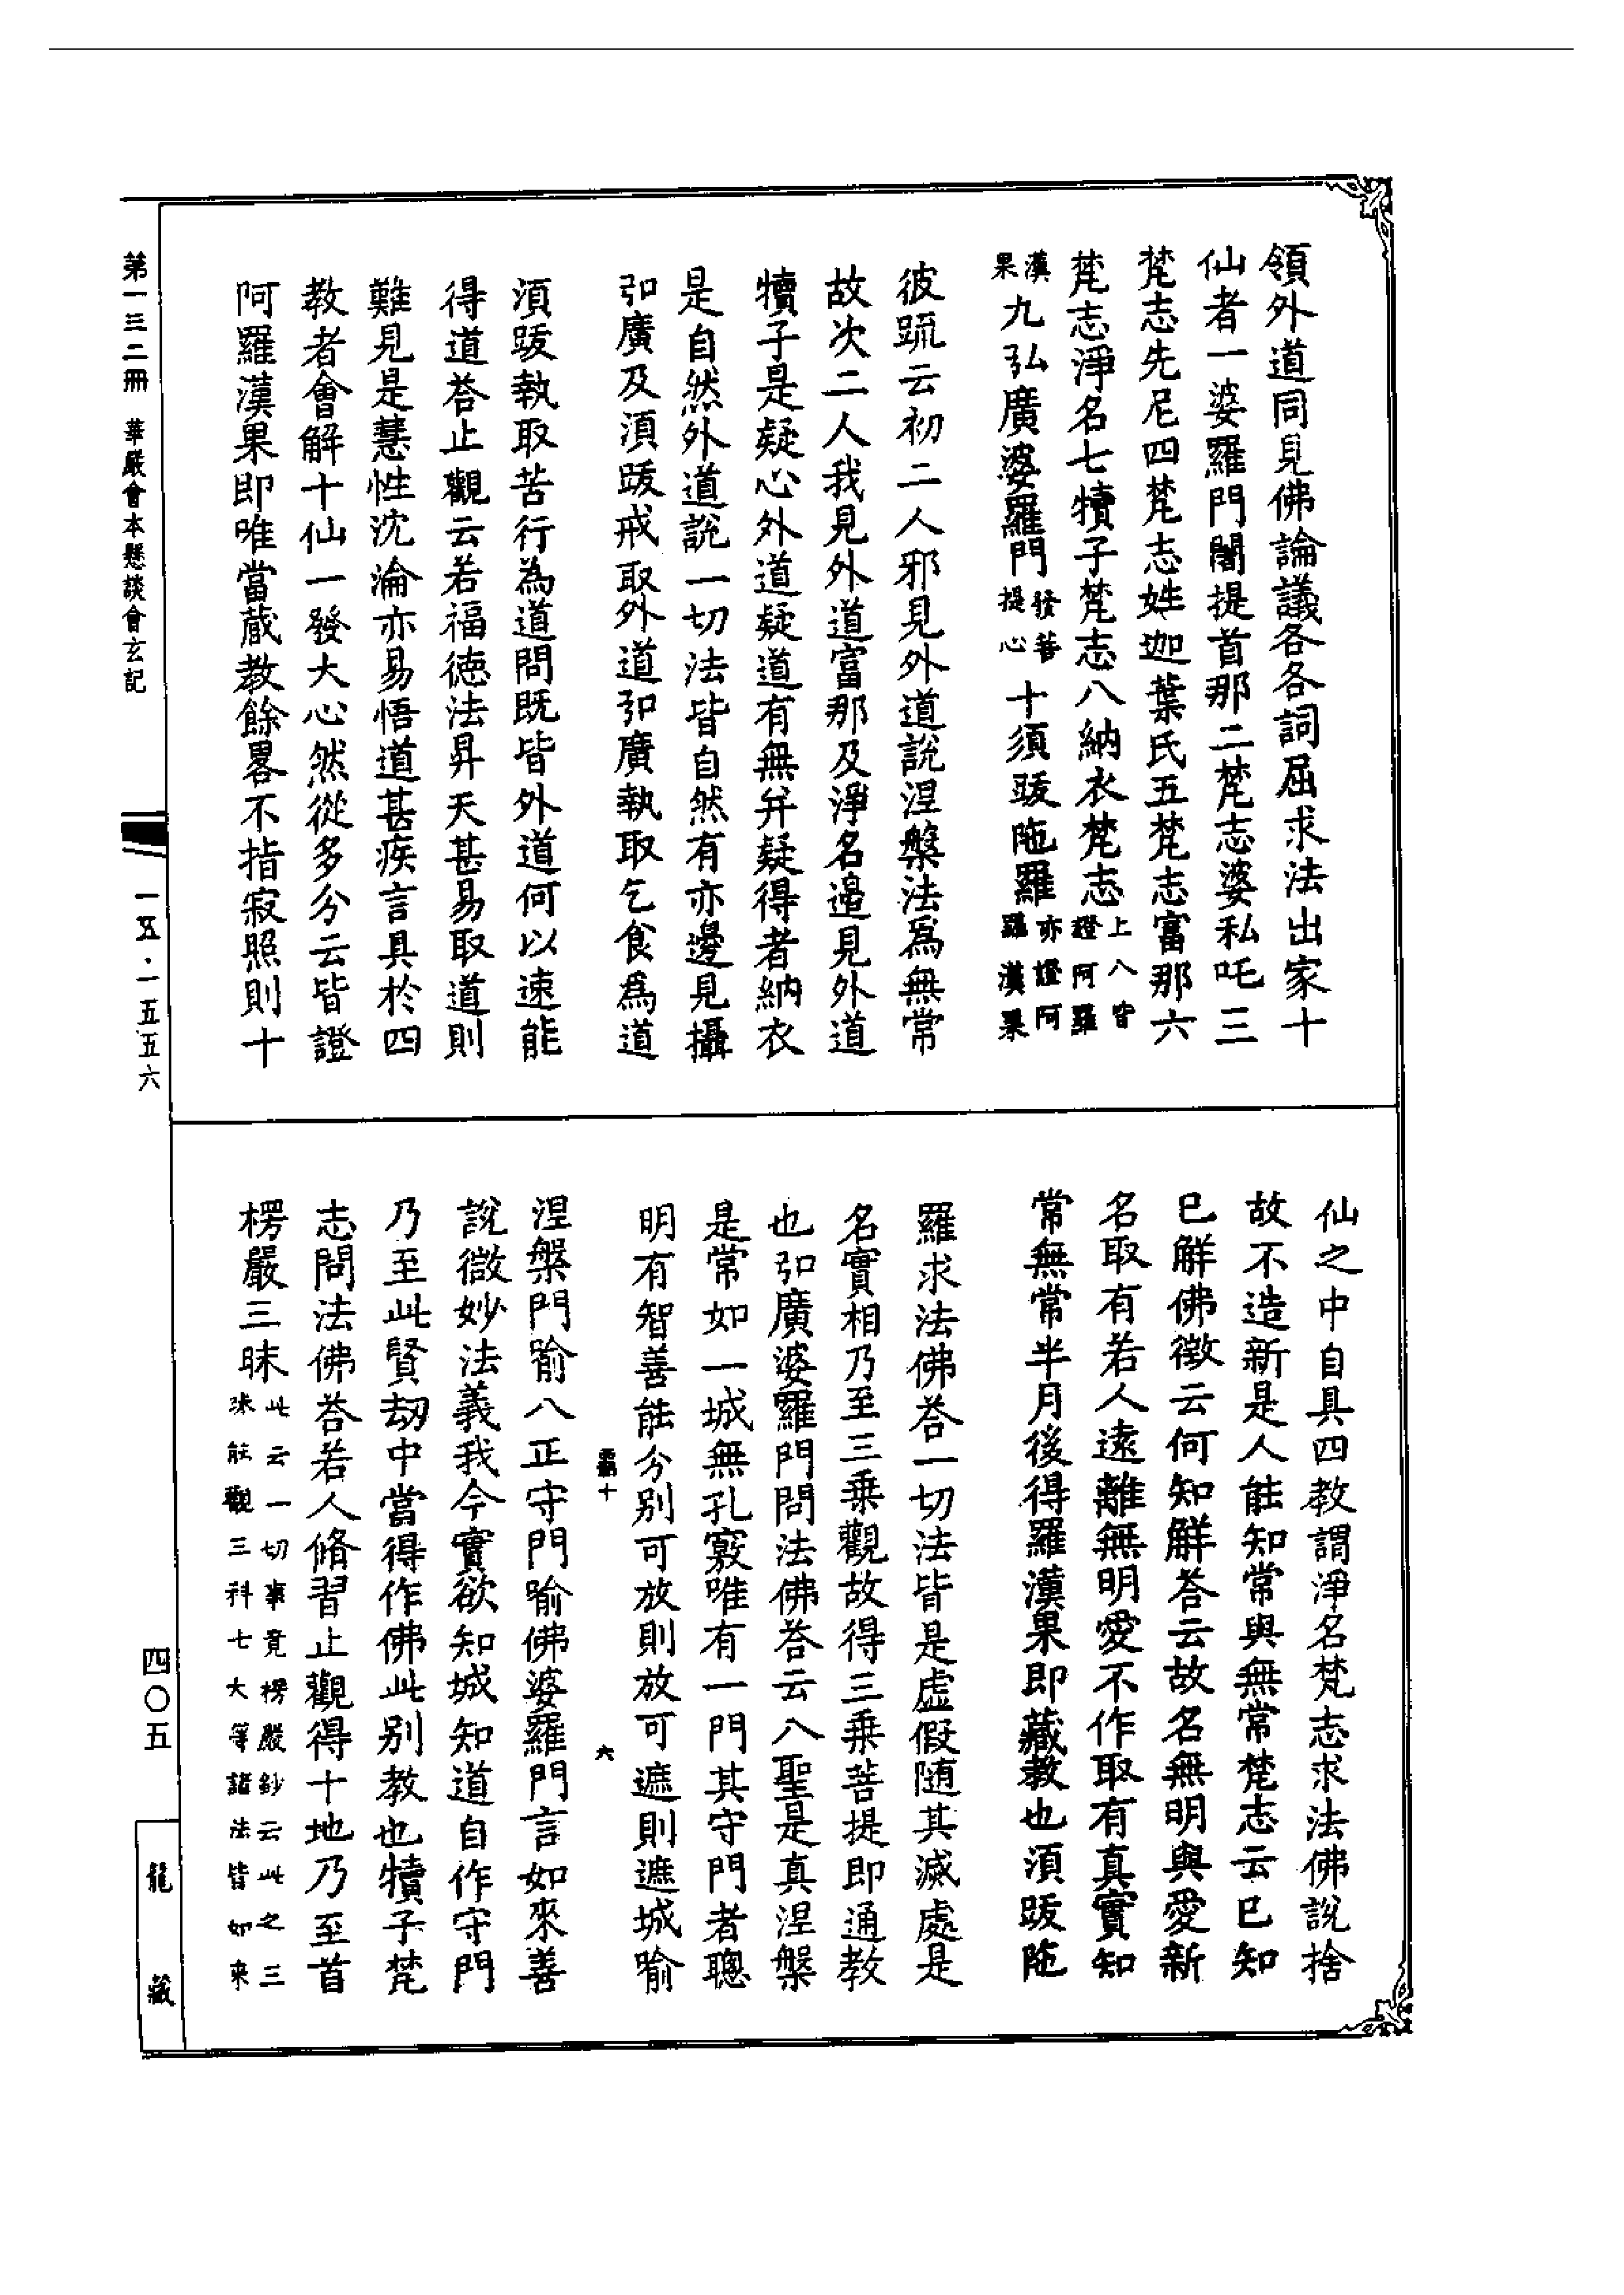 領外道同見佛論議各各詞屈求法出家十
仙者一婆羅門闍提首那二梵志婆私吒三
梵志先尼四梵志姓迦葉氏五梵志富那六
梵志淨名七犢子梵志八納衣梵志上八皆證阿羅
漢果九弘廣婆羅門發菩提心十須跋陁羅亦證阿羅漢果
彼疏云初二人邪見外道說涅槃法爲無常
故次二人我見外道富那及淨名邊見外道
犢子是疑心外道疑道有無并疑得者納衣
是自然外道說一切法皆自然有亦邊見攝
弘廣及須跋戒取外道弘廣執取乞食爲道
須跋執取苦行為道問既皆外道何以速能
得道荅止觀云若福德法昇天甚易取道則
難見是慧性沈淪亦易悟道甚疾言具於四
教者會解十仙一發大心然從多分云皆證
阿羅漢果即唯當蔵教餘畧不指寂照則十
仙之中自具四教謂淨名梵志求法佛說捨
故不造新是人能知常與無常梵志云已知
已解佛徵云何知解荅云故名無明與愛新
名取有若人遠離無明愛不作取有真實知
常無常半月後得羅漢果即藏教也須跋陁
羅求法佛荅一切法皆是虛假随其滅處是
名實相乃至三乗觀故得三乗菩提即通教
也弘廣婆羅門問法佛荅云八聖是真涅槃
是常如一城無孔竅唯有一門其守門者聰
明有智善能分別可放則放可遮則遮城喻
涅槃門喻八正守門喻佛婆羅門言如來善
說微妙法義我今實欲知城知道自作守門
乃至此賢劫中當得作佛此別教也犢子梵
志問法佛荅若人脩習止觀得十地乃至首
楞嚴三昧此云一切事竟楞嚴鈔云此之三昧能觀三科七大等諸法皆如來
十
六
第一三二冊 華嚴會本懸談會玄記
一五·一五五六
四〇五
龍藏